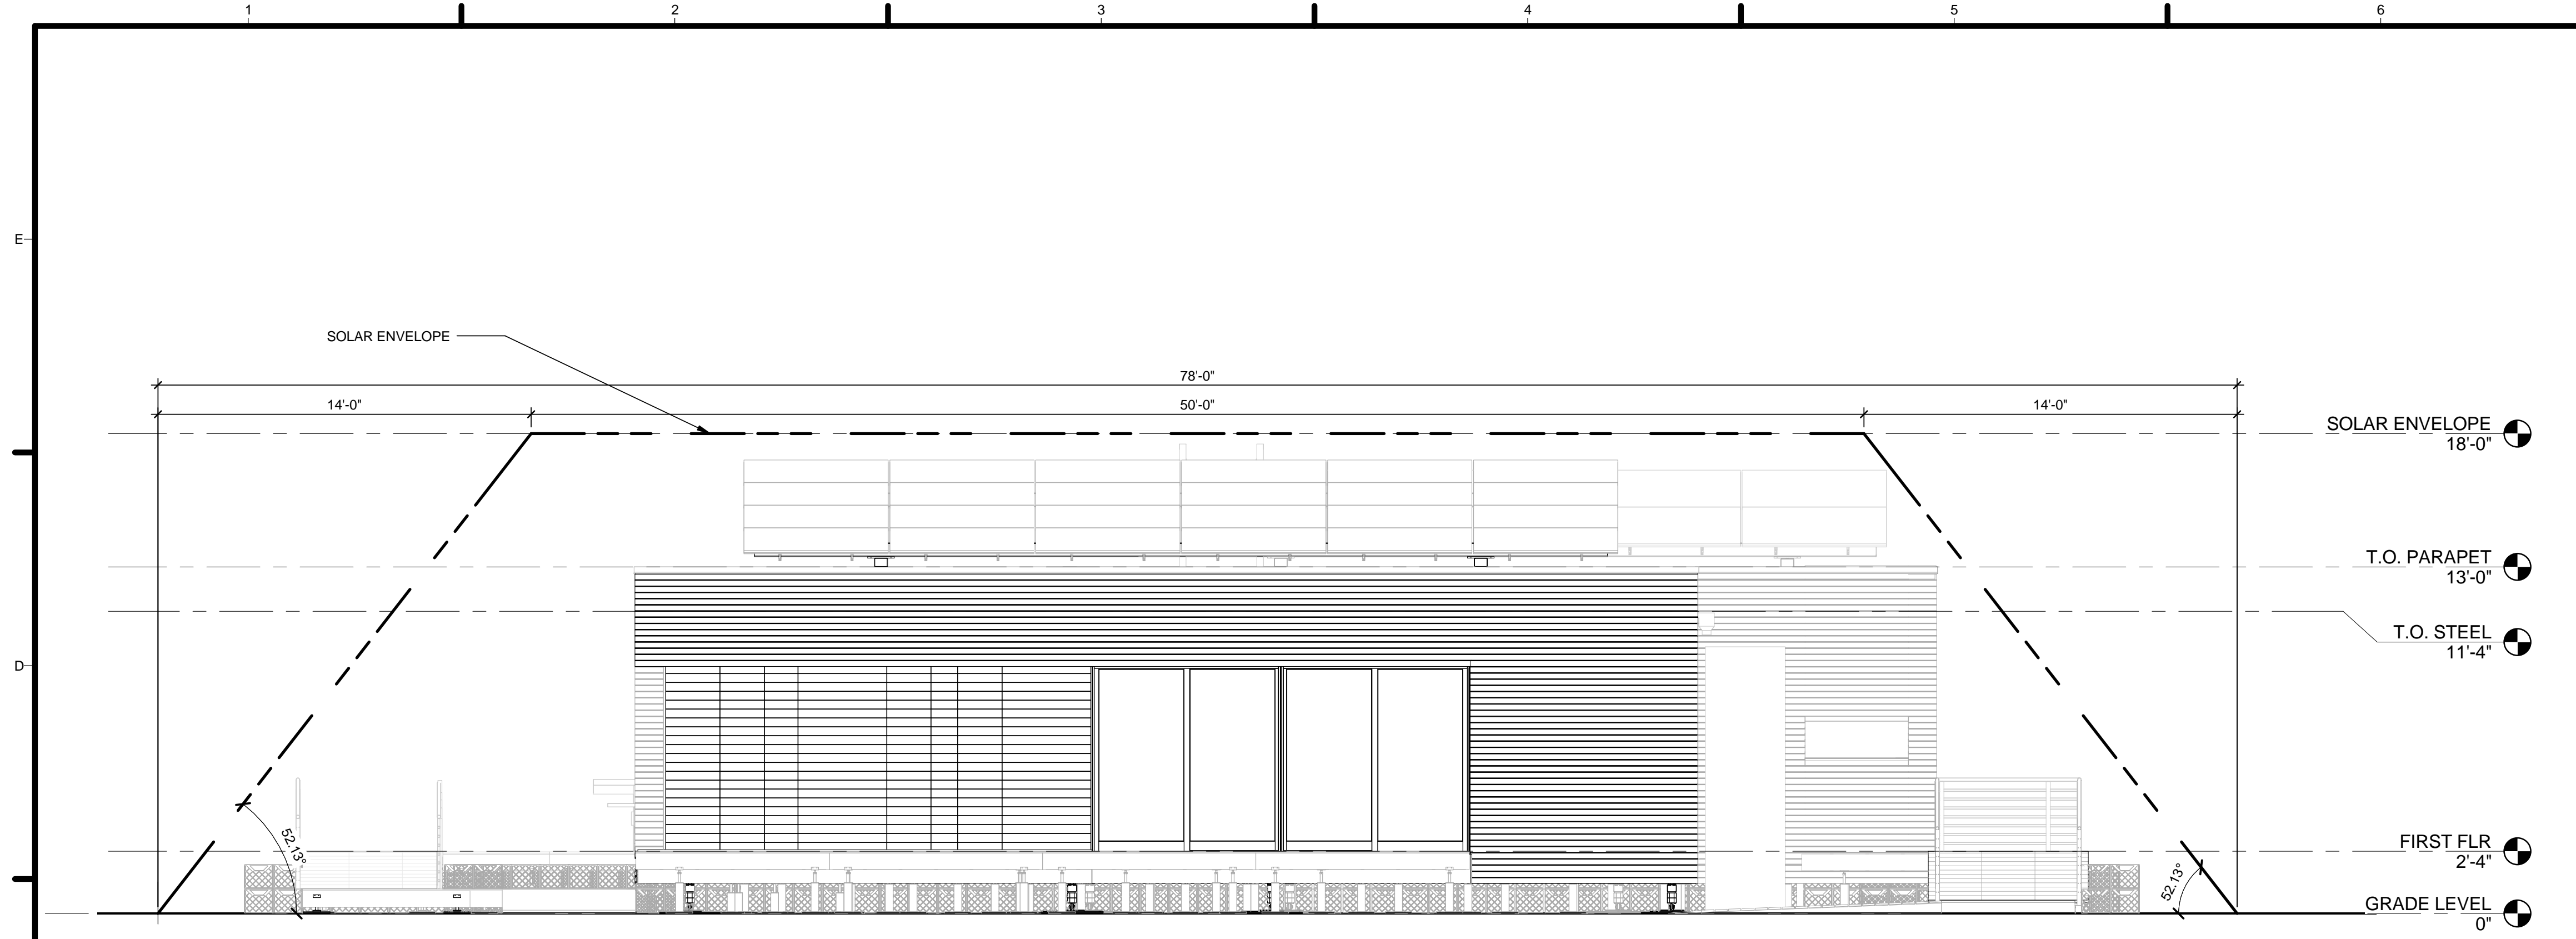 1 2 3 4 5 6
E
SOLAR ENVELOPE
78'-0"
14'-0" 50'-0" 14'-0"
SOLAR ENVELOPE
18'-0"
T.O. PARAPET
13'-0"
T.O. STEEL
11'-4"
D
52.13°
FIRST FLR
2'-4"
52.13°
GRADE LEVEL
0"